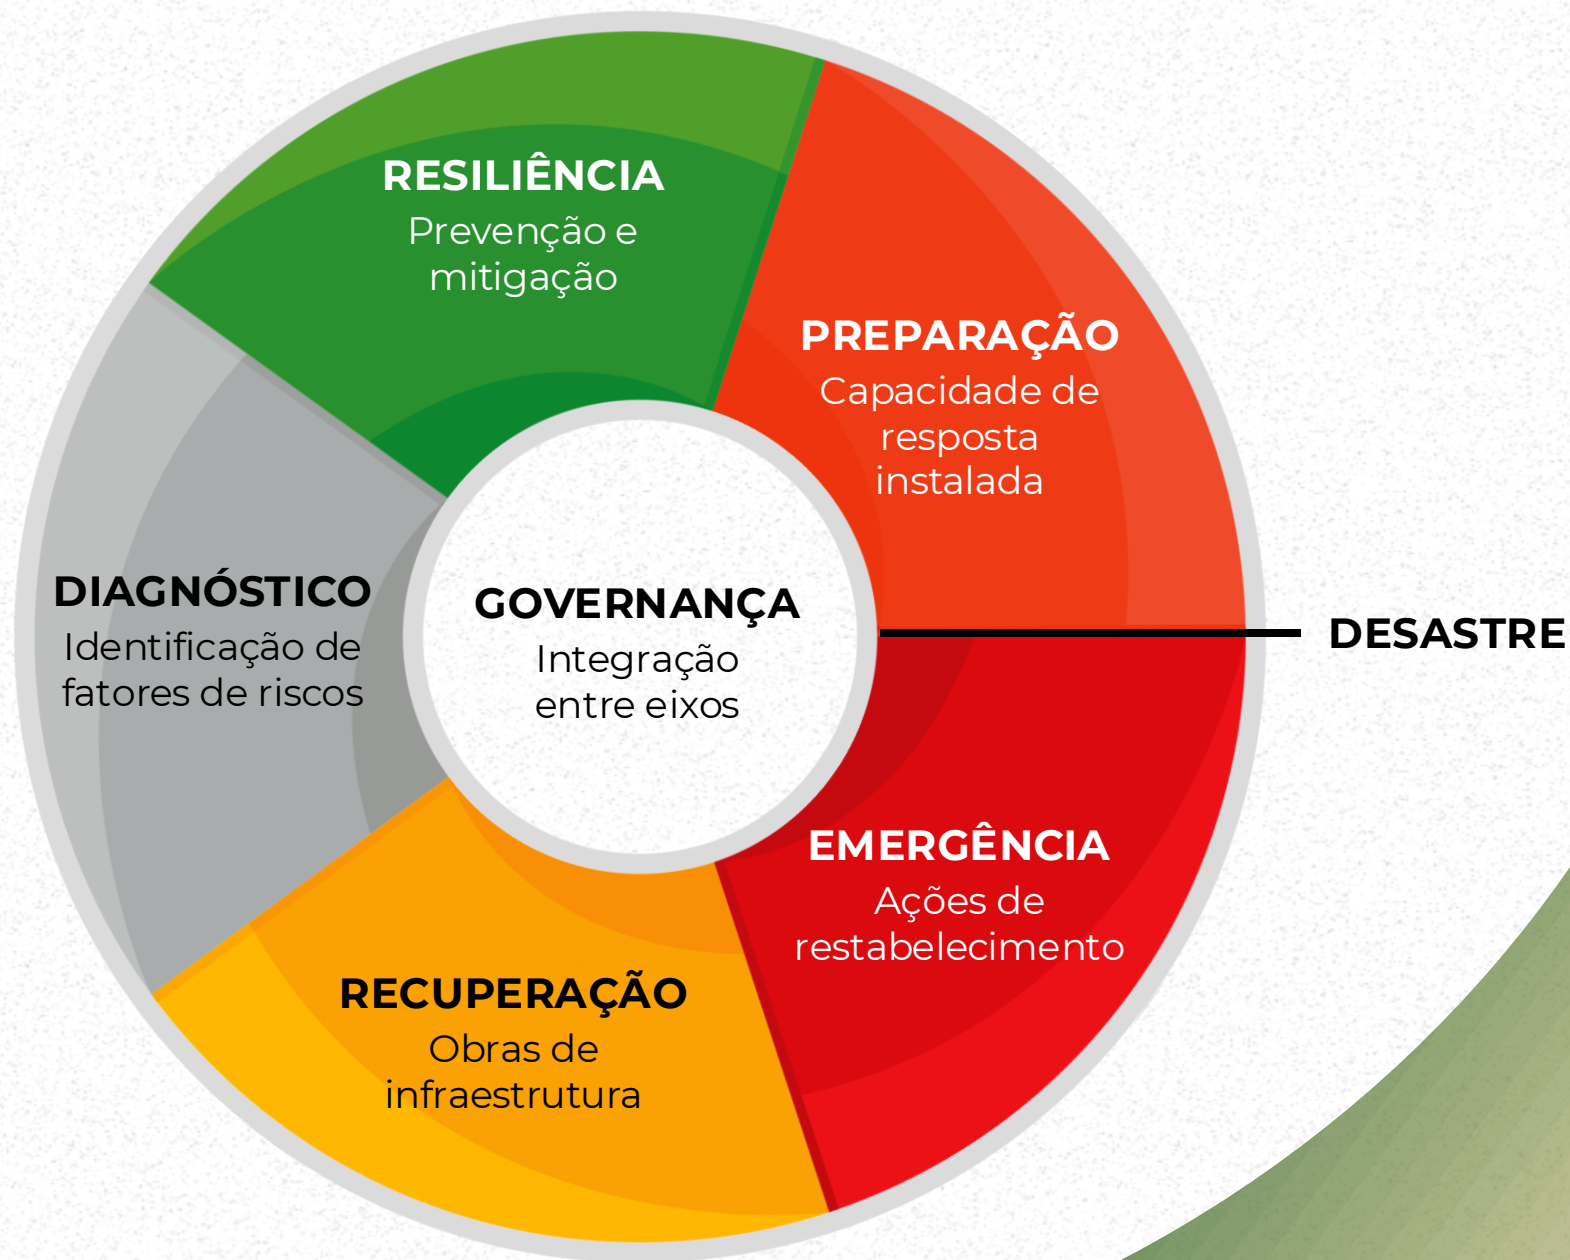 RESILIÊNCIA
Prevenção e
mitigação
PREPARAÇÃO
Capacidade de
resposta
instalada
DIAGNÓSTICO
Identificação de
fatores de riscos
GOVERNANÇA
Integração
entre eixos
DESASTRE
EMERGÊNCIA
Ações de
restabelecimento
RECUPERAÇÃO
Obras de
infraestrutura